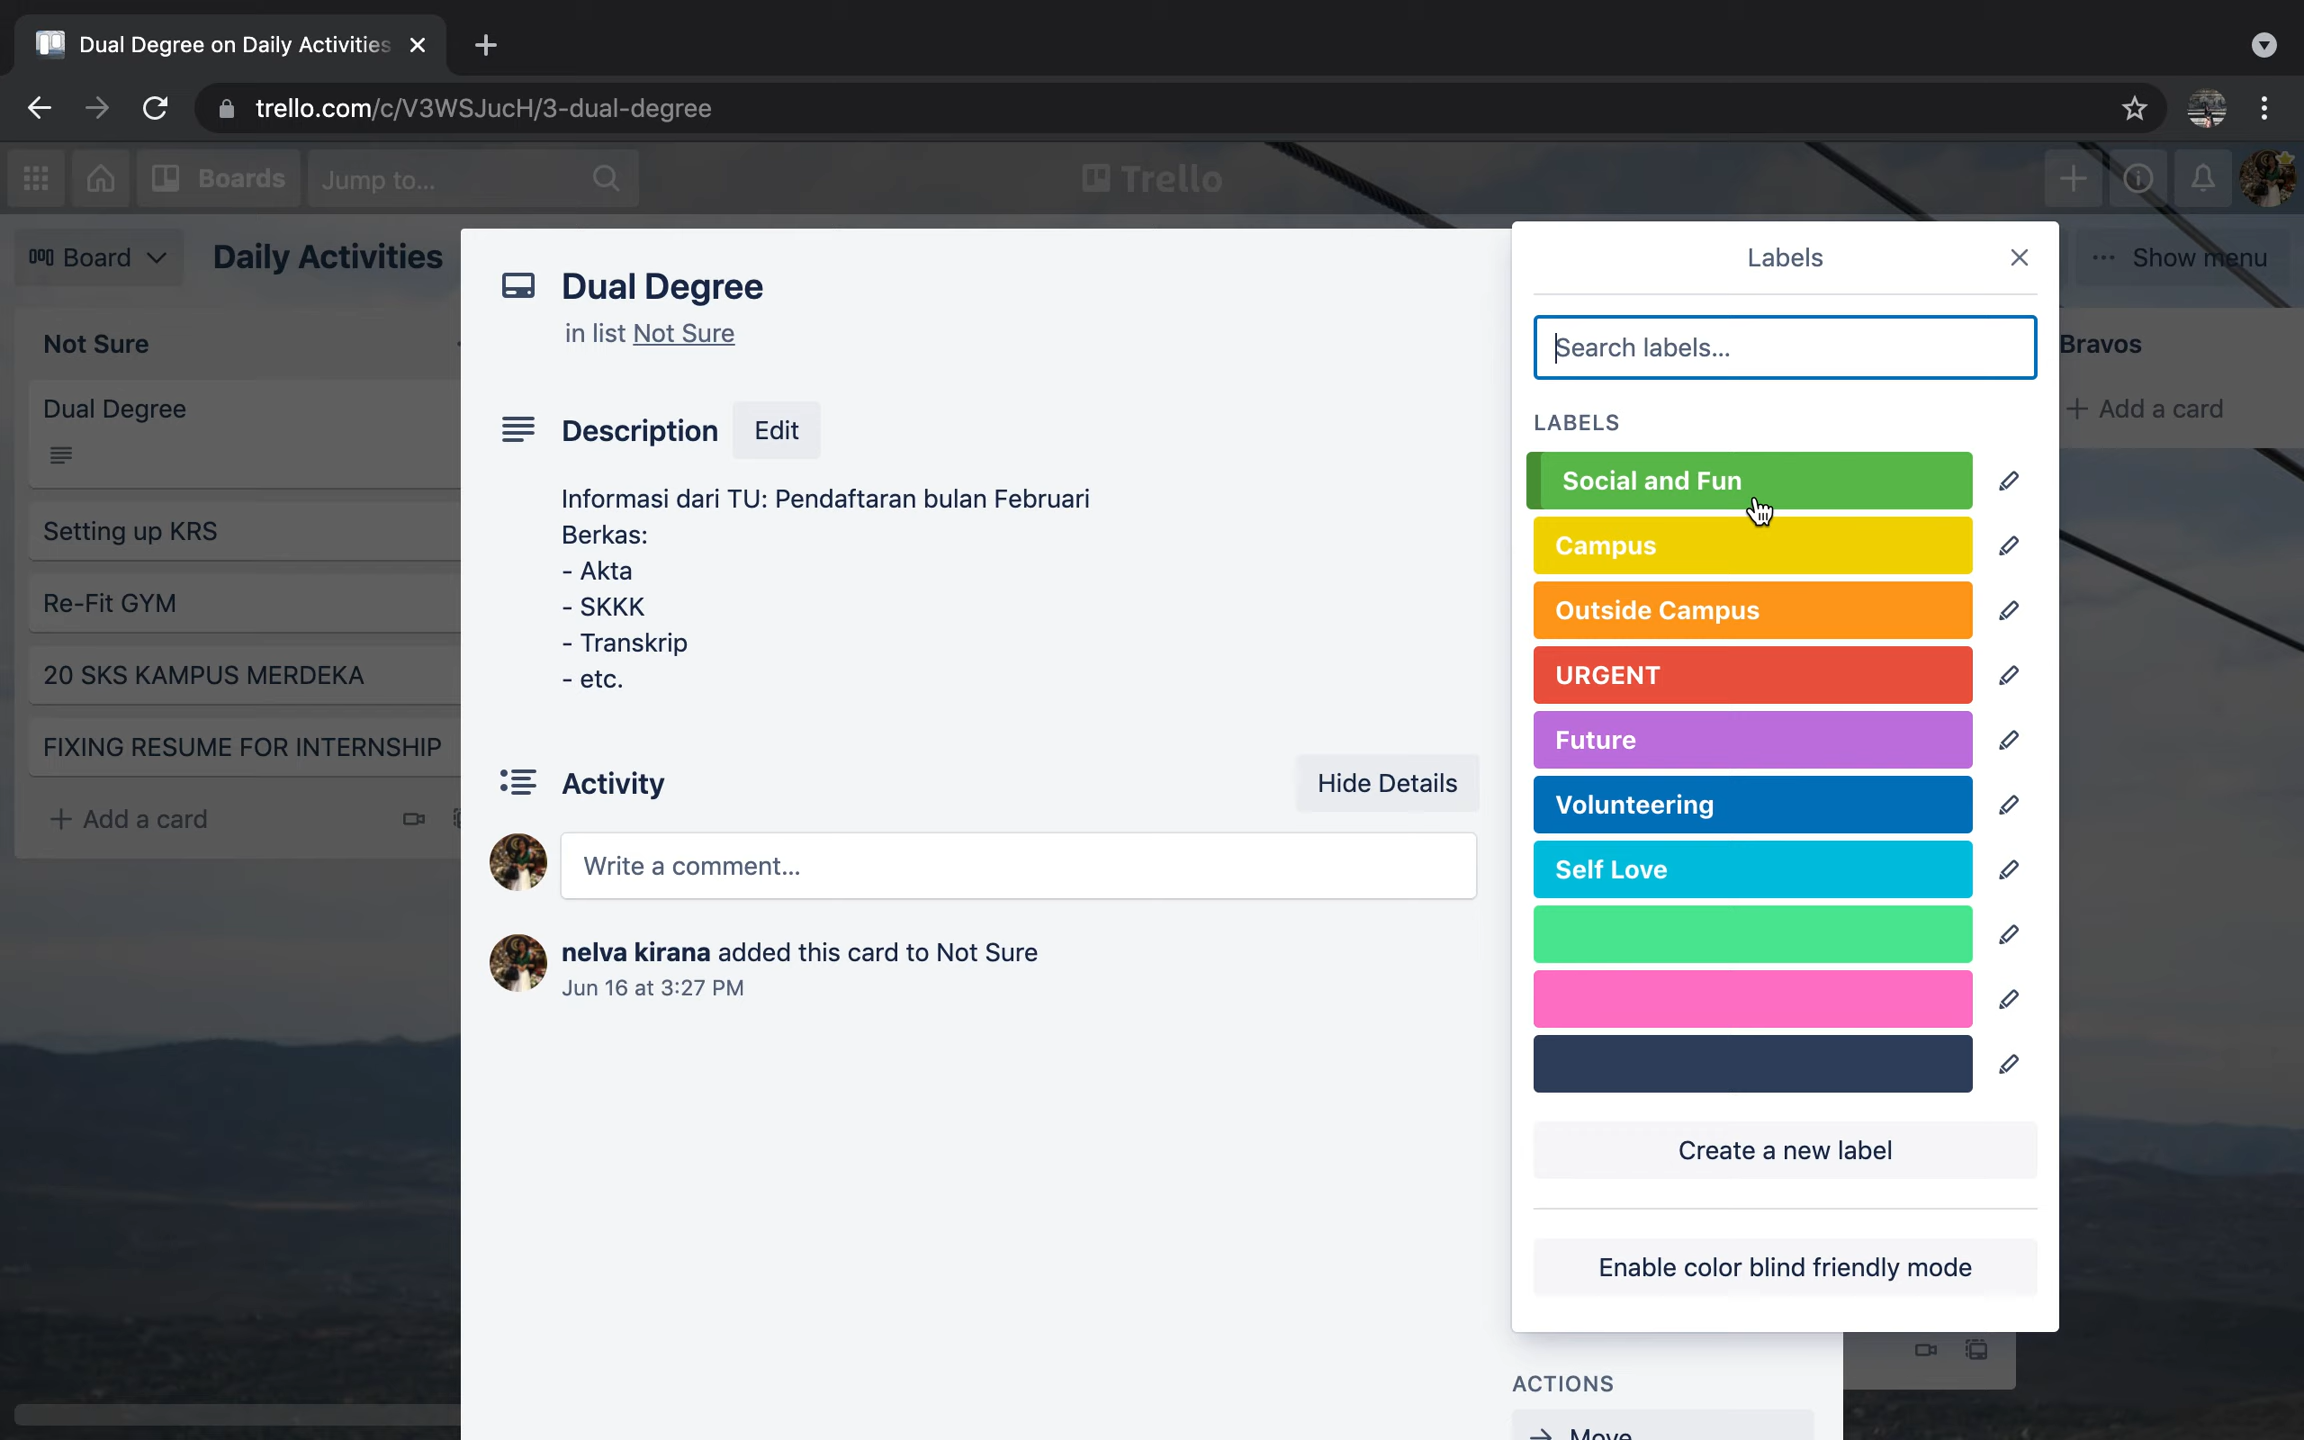 Dual Degree on Daily Activities
trello.com/c/V3WSJucH/3-dual-degree
Boards
Jump to...
Trello
Board
Daily Activities
Show menu
Not Sure
Dual Degree
Setting up KRS
Re-Fit GYM
20 SKS KAMPUS MERDEKA
FIXING RESUME FOR INTERNSHIP
+ Add a card
Dual Degree
in list Not Sure
Description
Edit
Informasi dari TU: Pendaftaran bulan Februari
Berkas:
- Akta
- SKKK
- Transkrip
- etc.
Activity
Hide Details
Write a comment...
nelva kirana added this card to Not Sure
Jun 16 at 3:27 PM
Labels
Search labels...
LABELS
Social and Fun
Campus
Outside Campus
URGENT
Future
Volunteering
Self Love
Create a new label
Enable color blind friendly mode
ACTIONS
Move
Bravos
+ Add a card